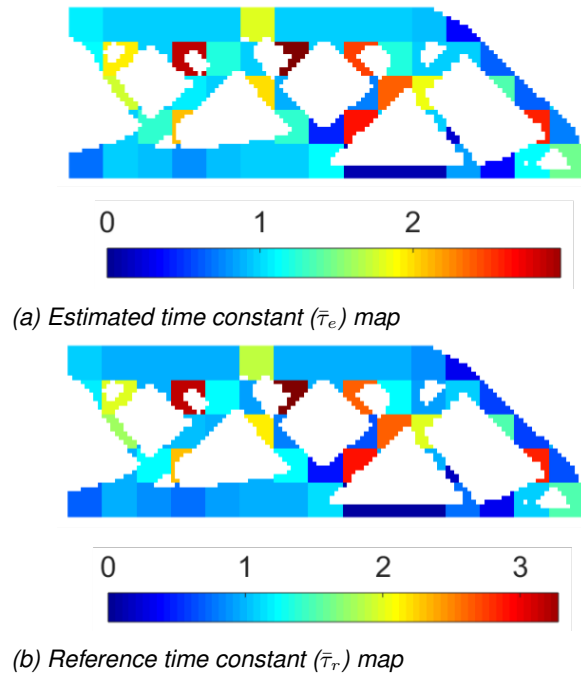 0 1 2
(a) Estimated time constant (τ̄ₑ) map
0 1 2 3
(b) Reference time constant (τ̄ᵣ) map